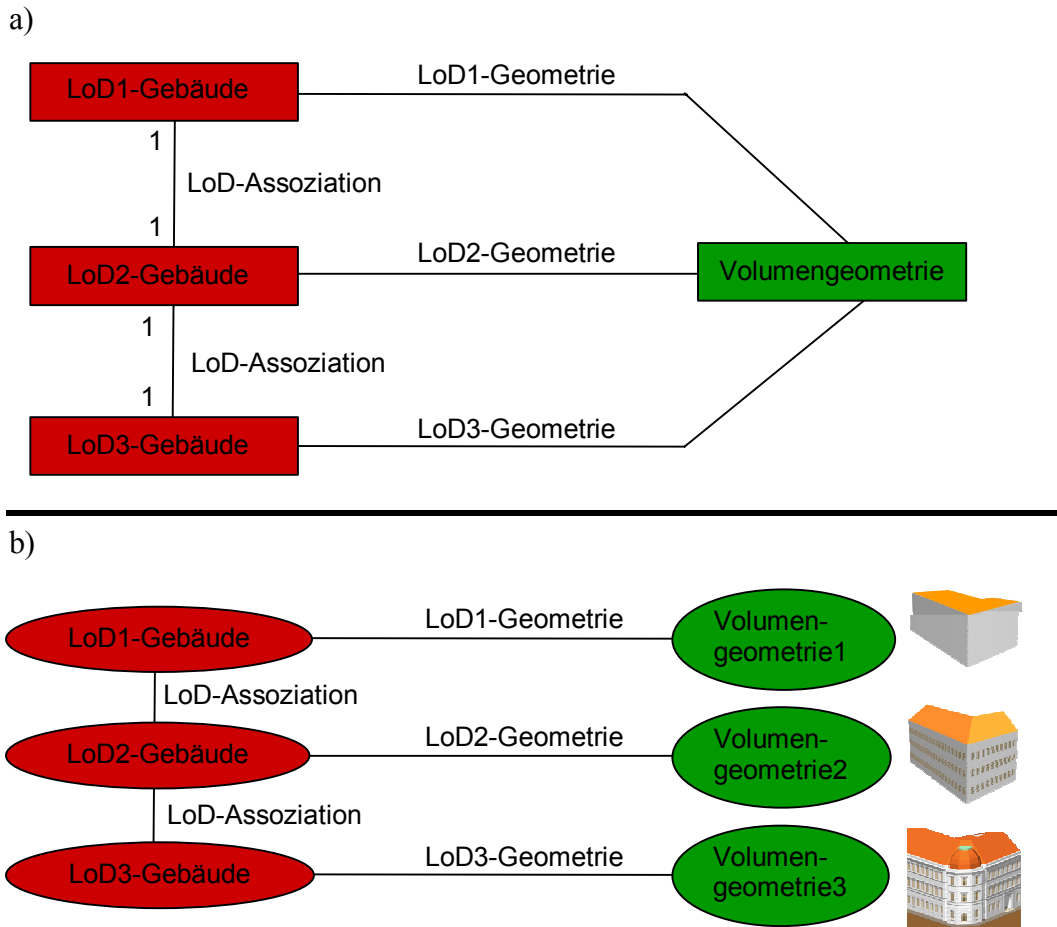 a)
LoD1-Gebäude
LoD1-Geometrie
1
LoD-Assoziation
1
LoD2-Gebäude
LoD2-Geometrie
Volumengeometrie
1
LoD-Assoziation
1
LoD3-Gebäude
LoD3-Geometrie
b)
LoD1-Gebäude
LoD1-Geometrie
Volumen-
geometrie1
LoD-Assoziation
LoD2-Gebäude
LoD2-Geometrie
Volumen-
geometrie2
LoD-Assoziation
LoD3-Gebäude
LoD3-Geometrie
Volumen-
geometrie3